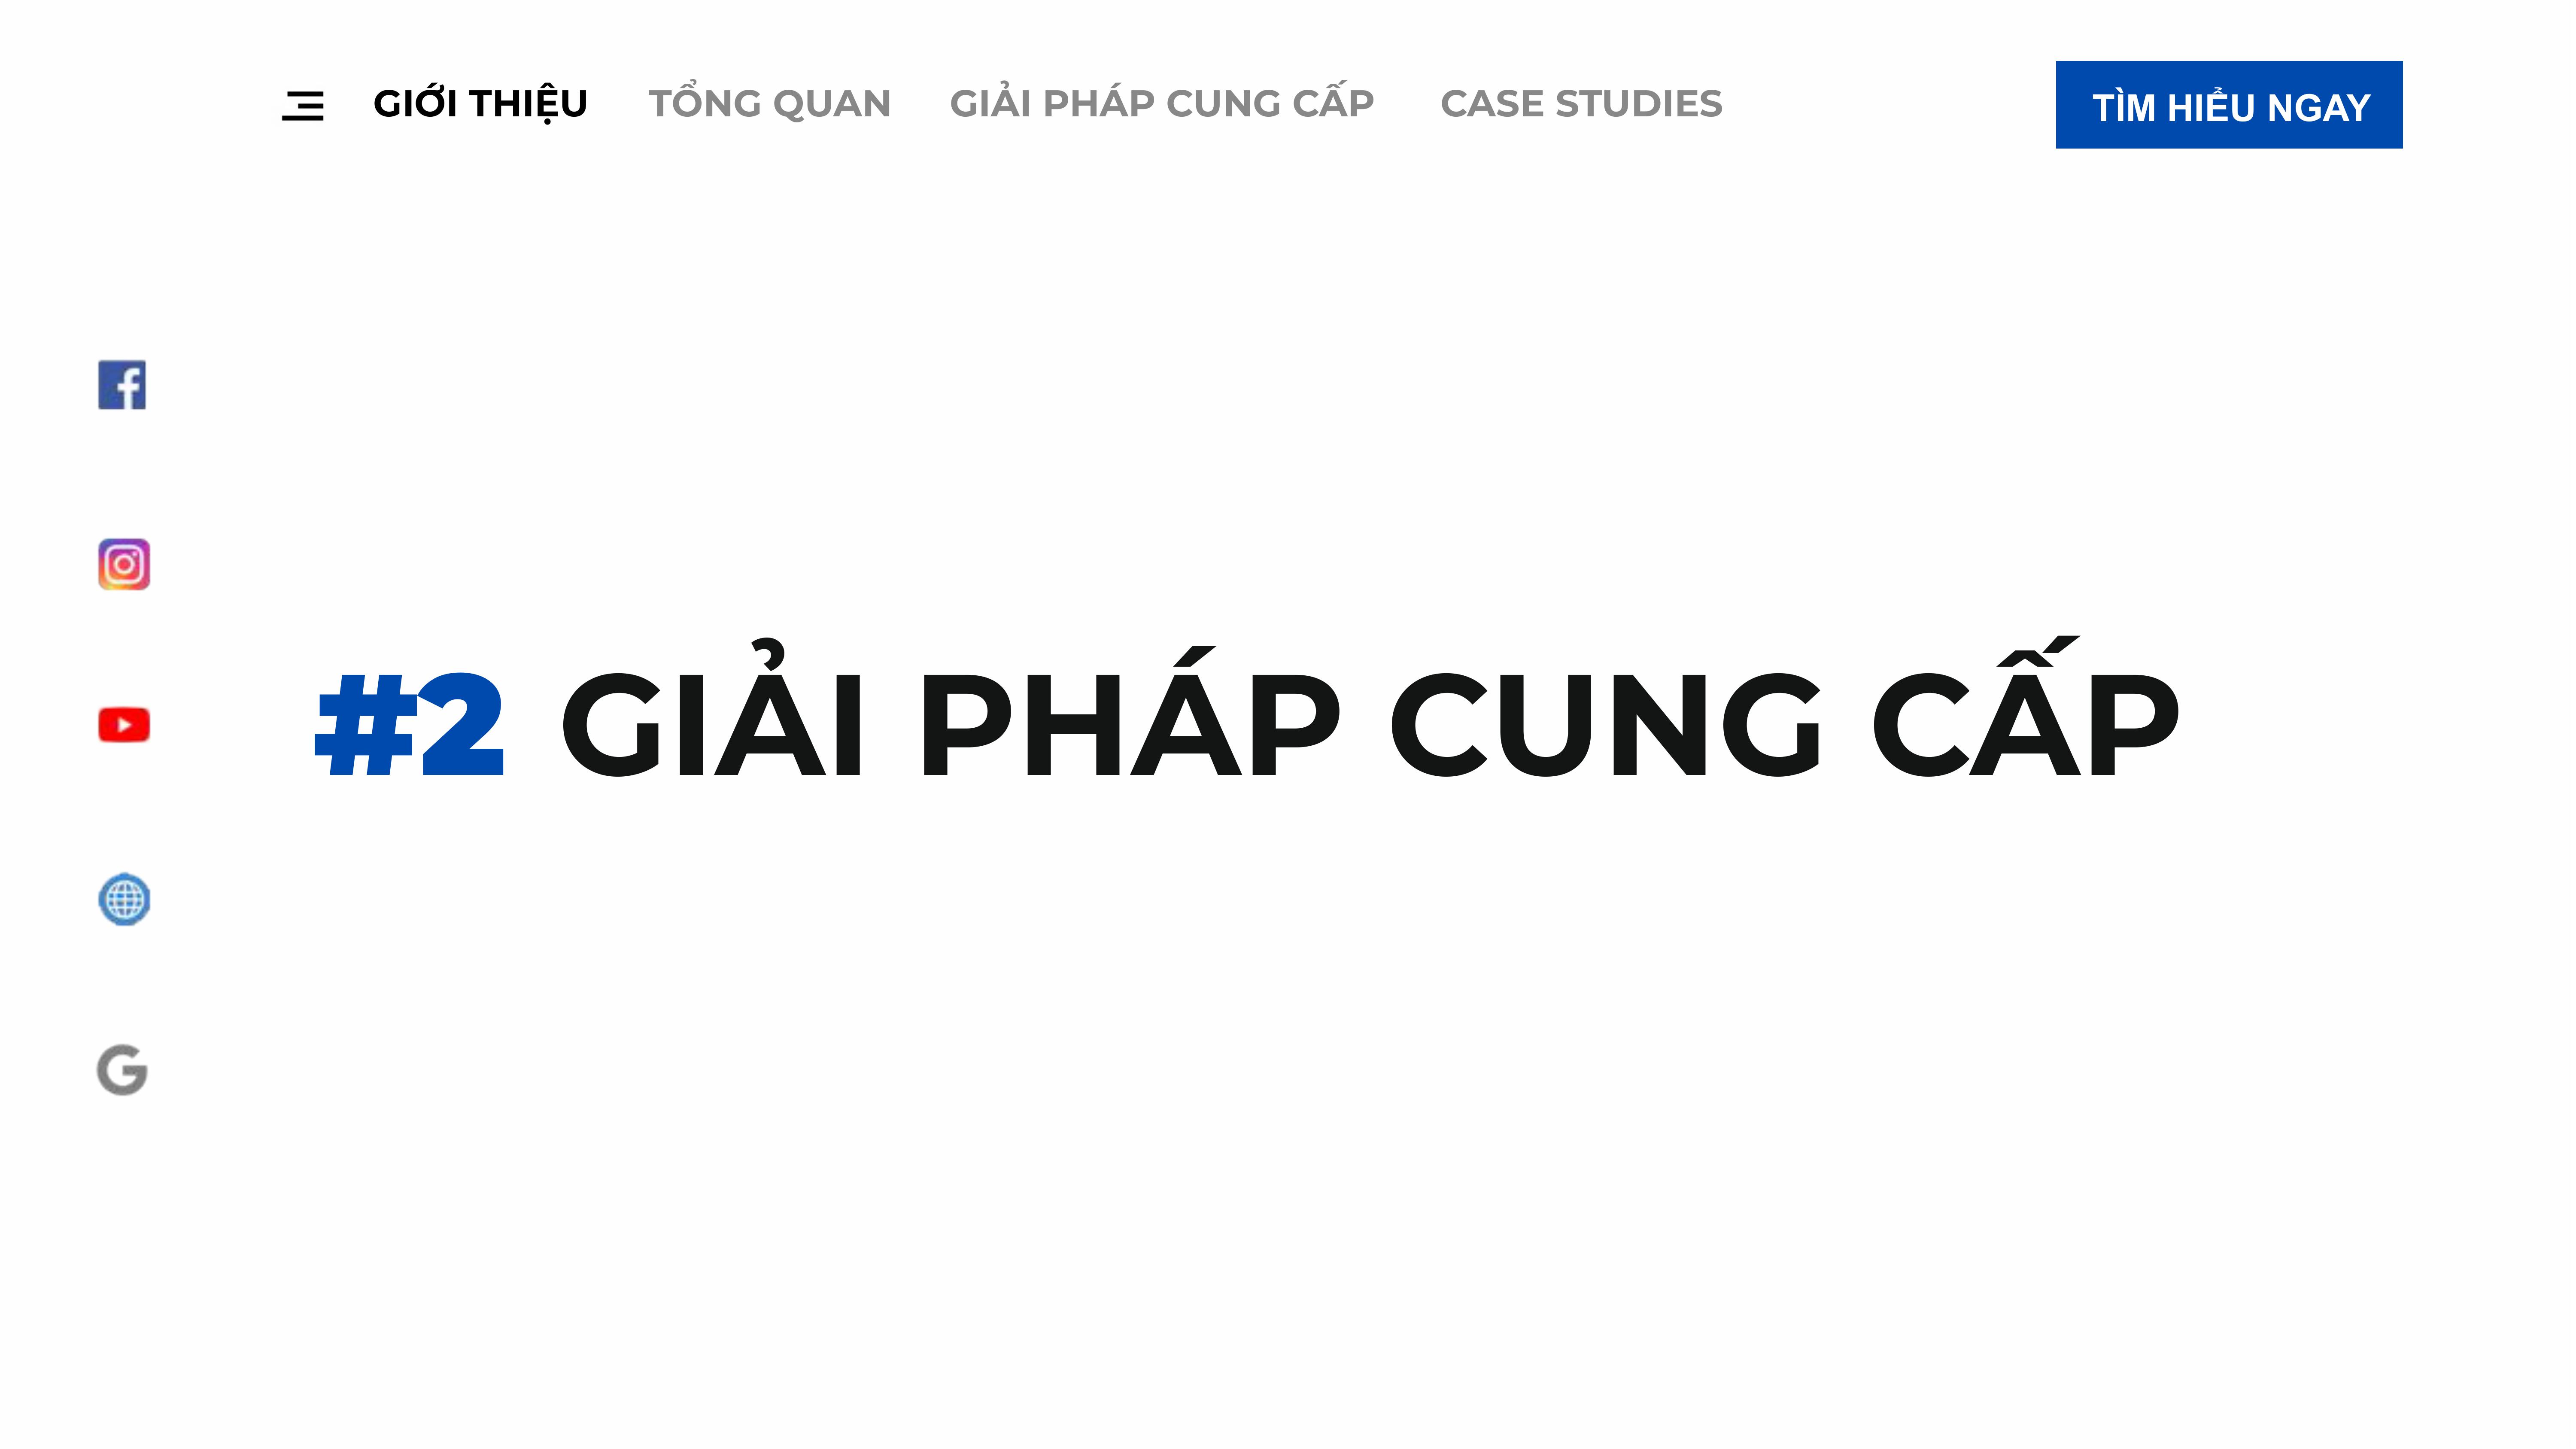 GIỚI THIỆU TỔNG QUAN GIẢI PHÁP CUNG CẤP CASE STUDIES TÌM HIỂU NGAY
#2 GIẢI PHÁP CUNG CẤP